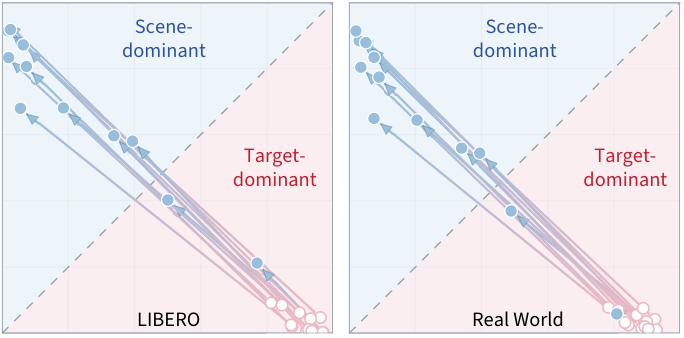 Scene-
dominant
Target-
dominant
LIBERO
Scene-
dominant
Target-
dominant
Real World